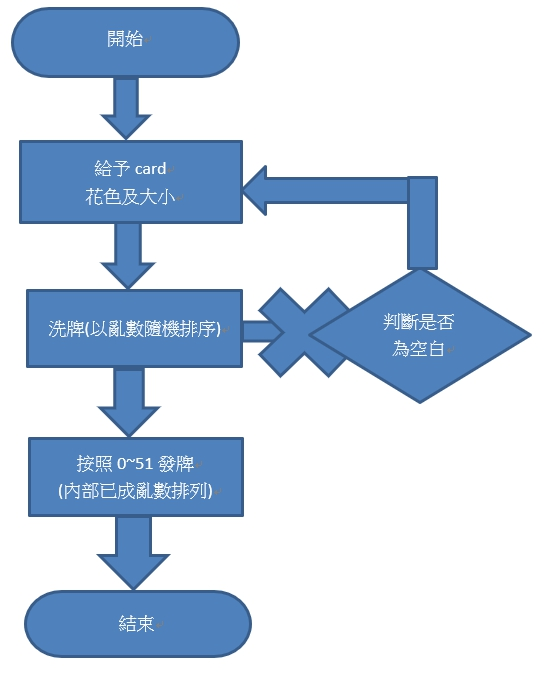 開始
給予 card
花色及大小
洗牌(以亂數隨機排序)
判斷是否
為空白
按照 0~51 發牌
(內部已成亂數排列)
結束